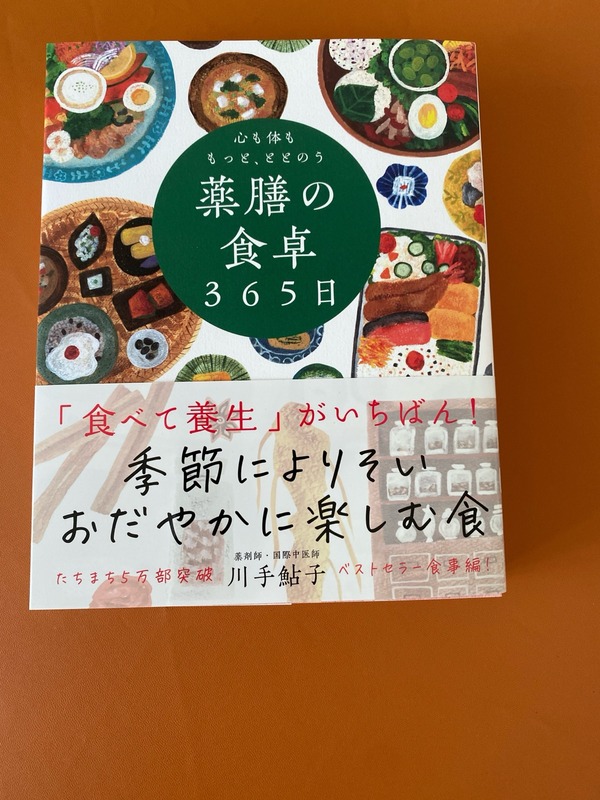 心も体も
もっと、ととのう
薬膳の
食卓
365日
「食べて養生」がいちばん！
季節によりそい
おだやかに楽しむ食
薬剤師・国際中医師
たちまち5万部突破 川手鮎子 ベストセラー食事編！